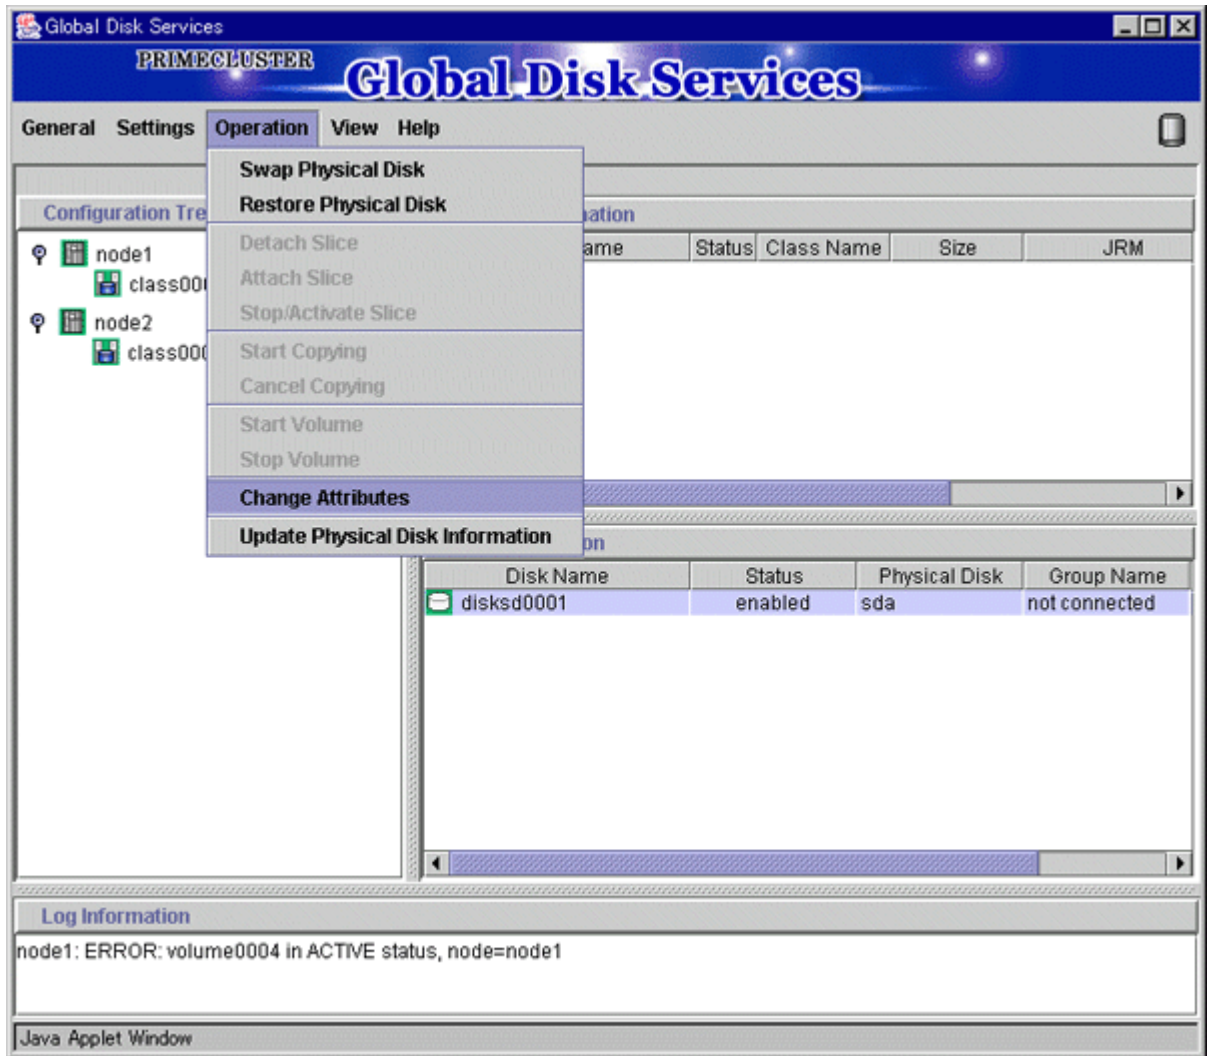 Global Disk Services
PRIMECLUSTER
Global Disk Services
General Settings Operation View Help
Swap Physical Disk
Restore Physical Disk
Detach Slice
Attach Slice
Stop/Activate Slice
Start Copying
Cancel Copying
Start Volume
Stop Volume
Change Attributes
Update Physical Disk Information
Configuration Tre
node1
class00
node2
class000
ation
ame Status Class Name Size JRM
on
Disk Name Status Physical Disk Group Name
disksd0001 enabled sda not connected
Log Information
node1: ERROR: volume0004 in ACTIVE status, node=node1
Java Applet Window